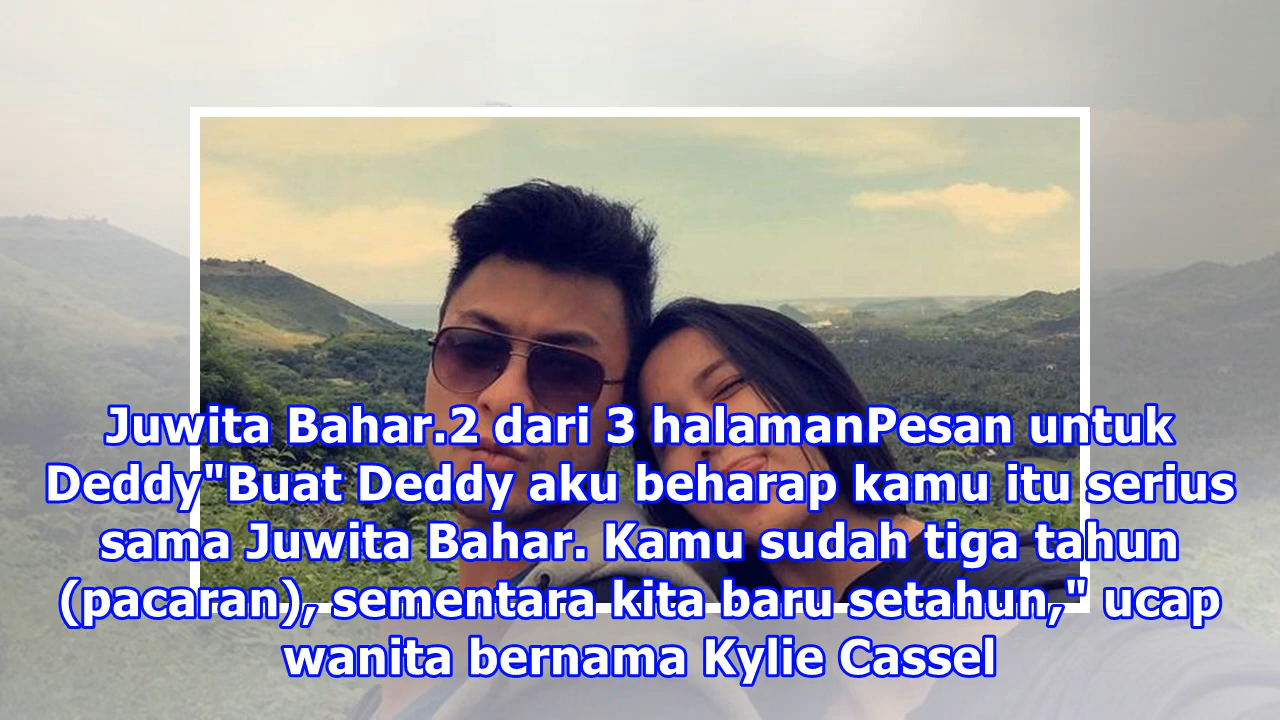 Juwita Bahar.2 dari 3 halamanPesan untuk
Deddy"Buat Deddy aku beharap kamu itu serius
sama Juwita Bahar. Kamu sudah tiga tahun
(pacaran), sementara kita baru setahun," ucap
wanita bernama Kylie Cassel